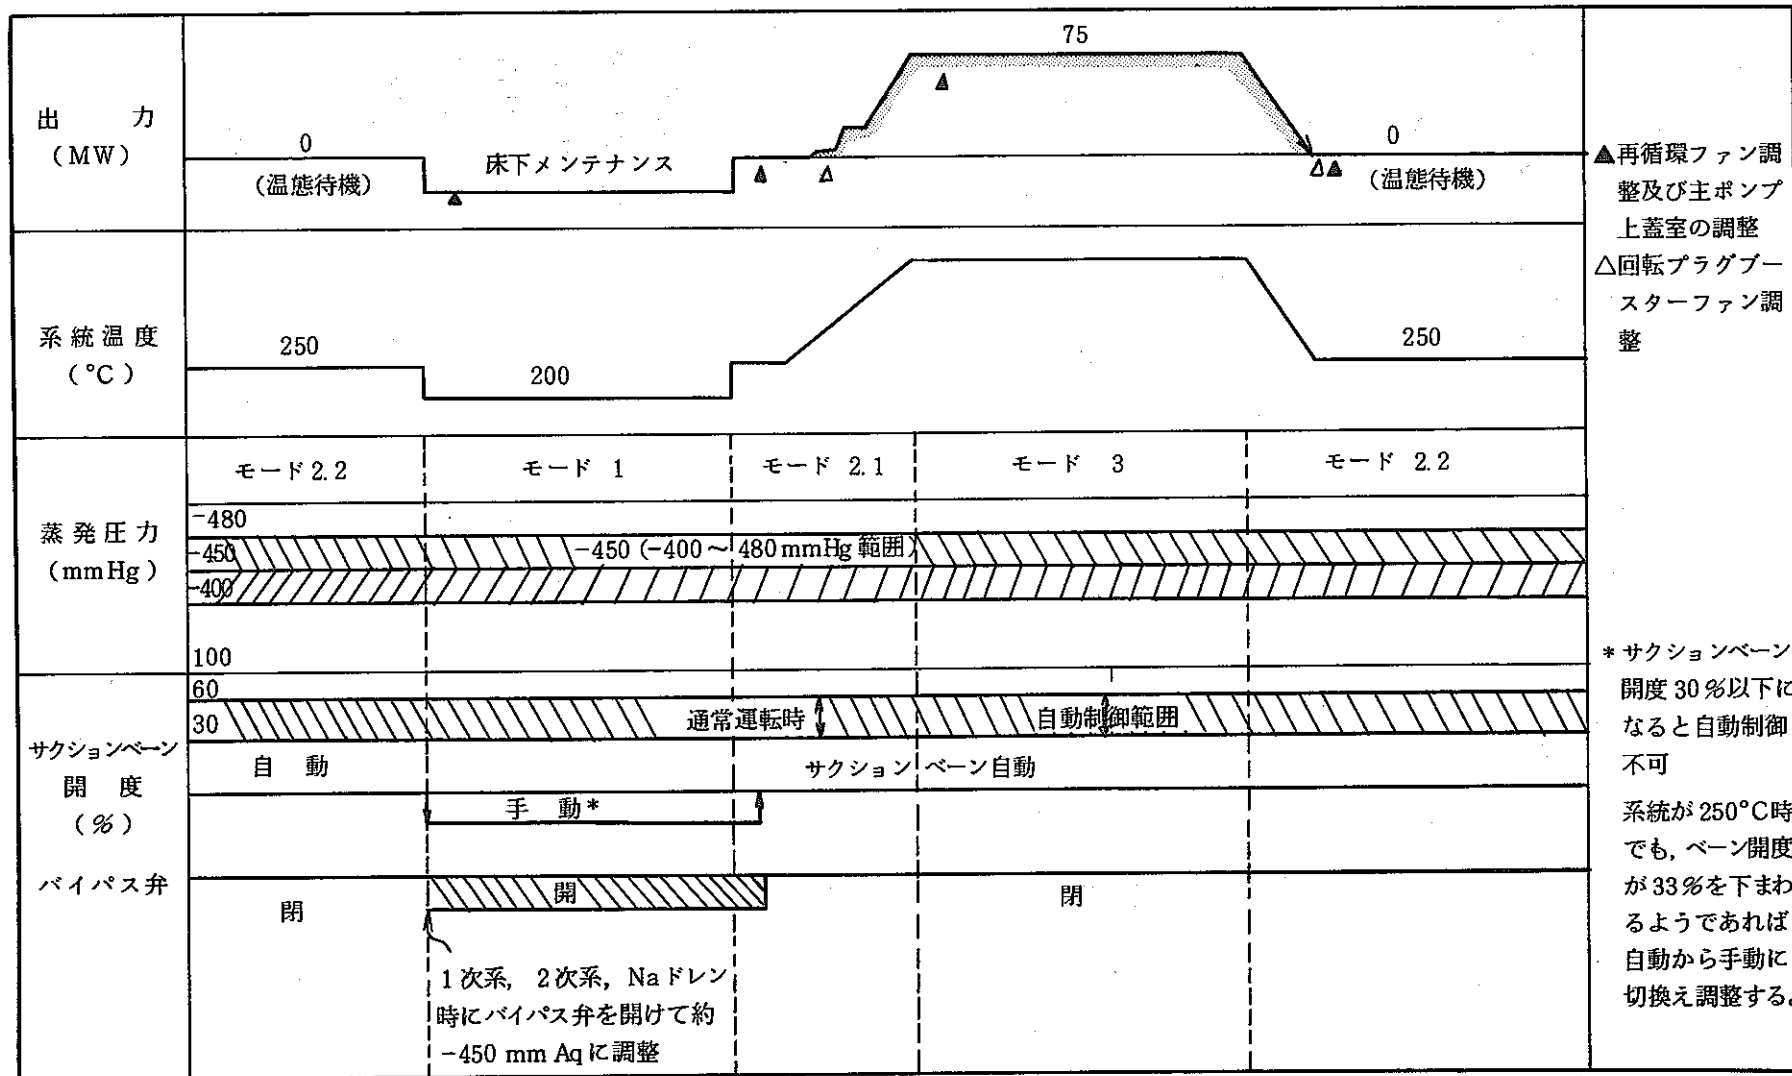 出 力
(MW)
0
(温態待機)
床下メンテナンス
75
0
(温態待機)
▲再循環ファン調
整及び主ポンプ
上蓋室の調整
△回転プラグブー
スターファン調
整
系統温度
(℃)
250
200
250
モード 2.2
モード 1
モード 2.1
モード 3
モード 2.2
蒸発圧力
(mmHg)
-480
-450
-400
-450 (-400~480mmHg 範囲)
100
60
30
通常運転時
自動制御範囲
サクションベーン
開 度
(%)
自 動
サクションベーン自動
手 動*
*サクションベーン
開度30%以下に
なると自動制御
不可
系統が250℃時
でも,ベーン開度
が33%を下まわ
るようであれば
自動から手動に
切換え調整する。
バイパス弁
閉
開
閉
1次系, 2次系, Naドレン
時にバイパス弁を開けて約
-450 mm Aqに調整